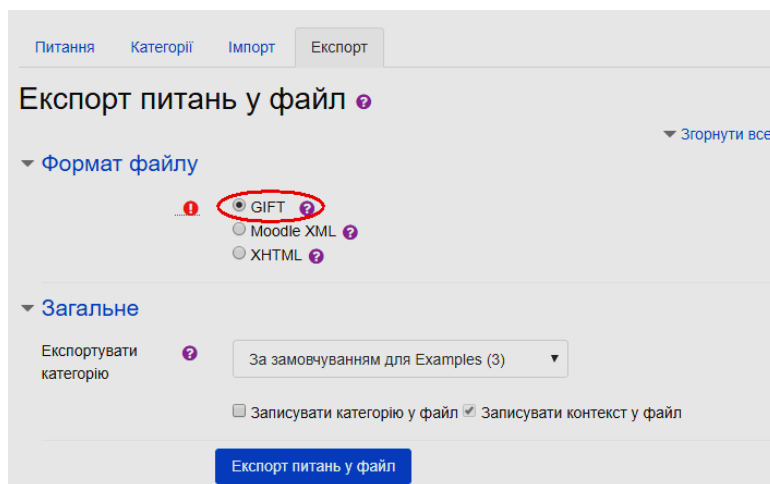 Питання Категорії Імпорт Експорт
Експорт питань у файл ?
Згорнути все
Формат файлу
! GIFT ?
Moodle XML ?
XHTML ?
Загальне
Експортувати категорію ? За замовчуванням для Examples (3)
Записувати категорію у файл Записувати контекст у файл
Експорт питань у файл